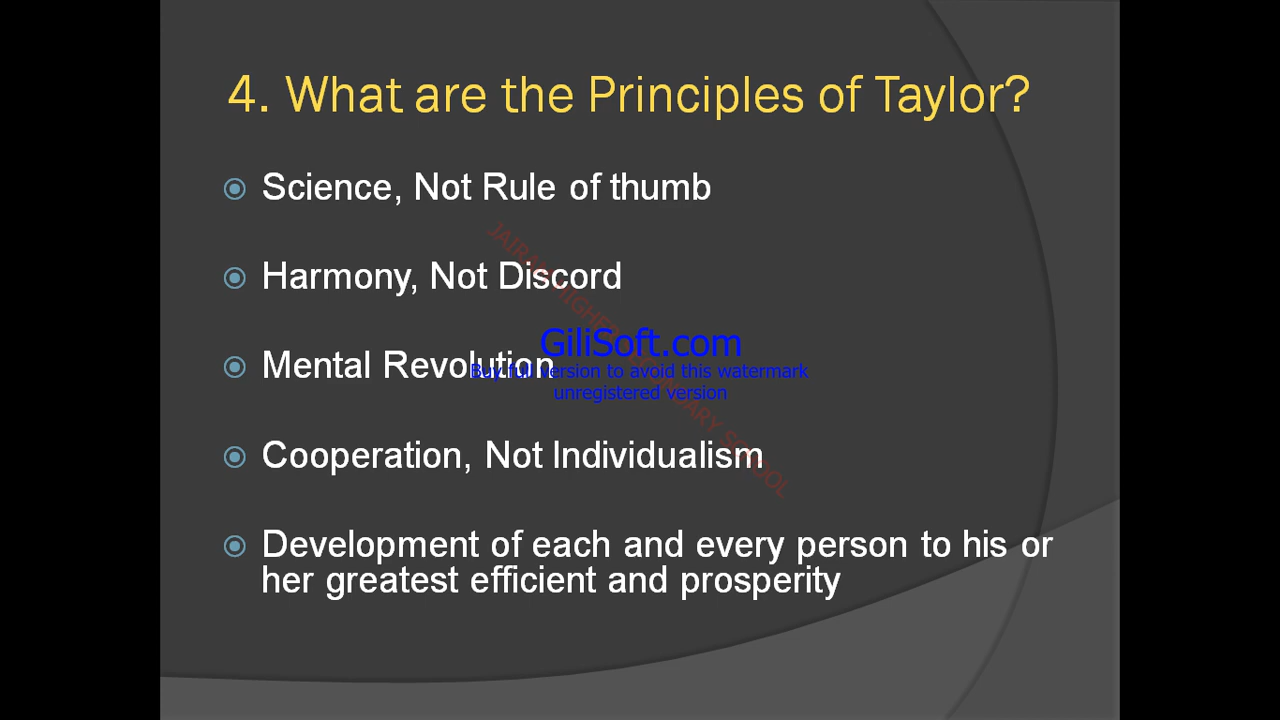 4. What are the Principles of Taylor?
Science, Not Rule of thumb
Harmony, Not Discord
GiliSoft.com
Mental Revolution
Buy full version to avoid this watermark
unregistered version
Cooperation, Not Individualism
Development of each and every person to his or
her greatest efficient and prosperity
SCHOOL